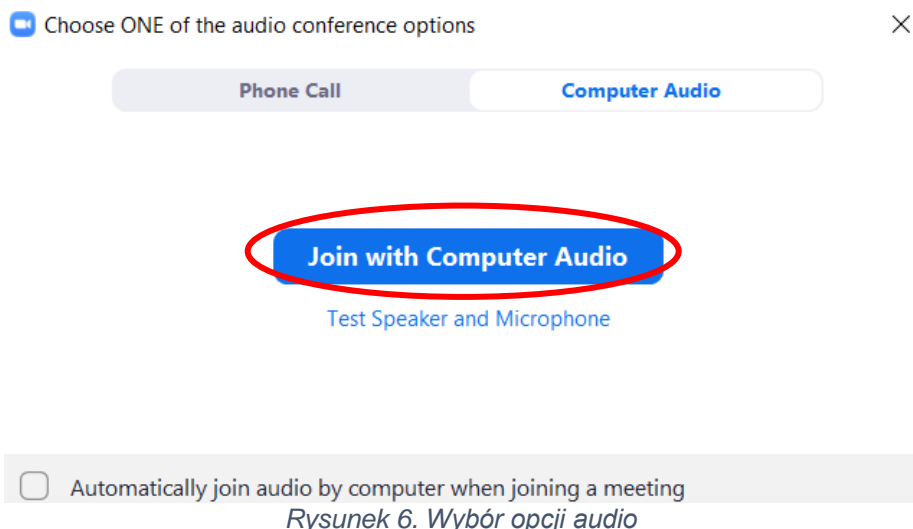 Choose ONE of the audio conference options
Phone Call Computer Audio
Join with Computer Audio
Test Speaker and Microphone
Automatically join audio by computer when joining a meeting
Rysunek 6. Wybór opcji audio